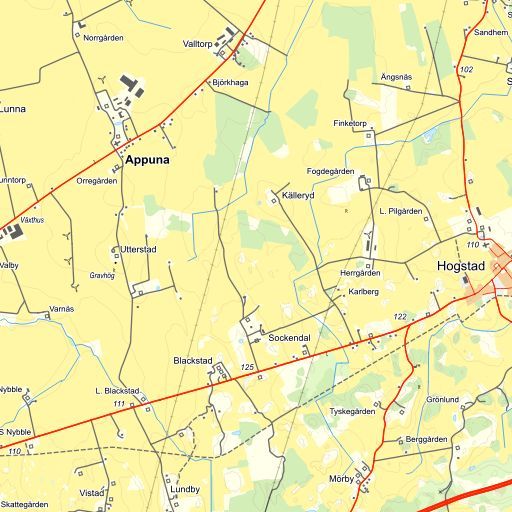 Norrgården
Valltorp
Sandhem
Björkhaga
102
Ängsnäs
Lunna
Finketorp
Appuna
Fogdegården
Orregården
unntorp
Källeryd
L. Pilgården
Växthus
110
Utterstad
Valby
Gravhög
Herrgården
Hogstad
Karlberg
Varnäs
122
Sockendal
Blackstad
125
Nybble
L. Blackstad
111
Grönlund
Tyskegården
S Nybble
Berggården
110
Mörby
Vistad
Lundby
Skattegården